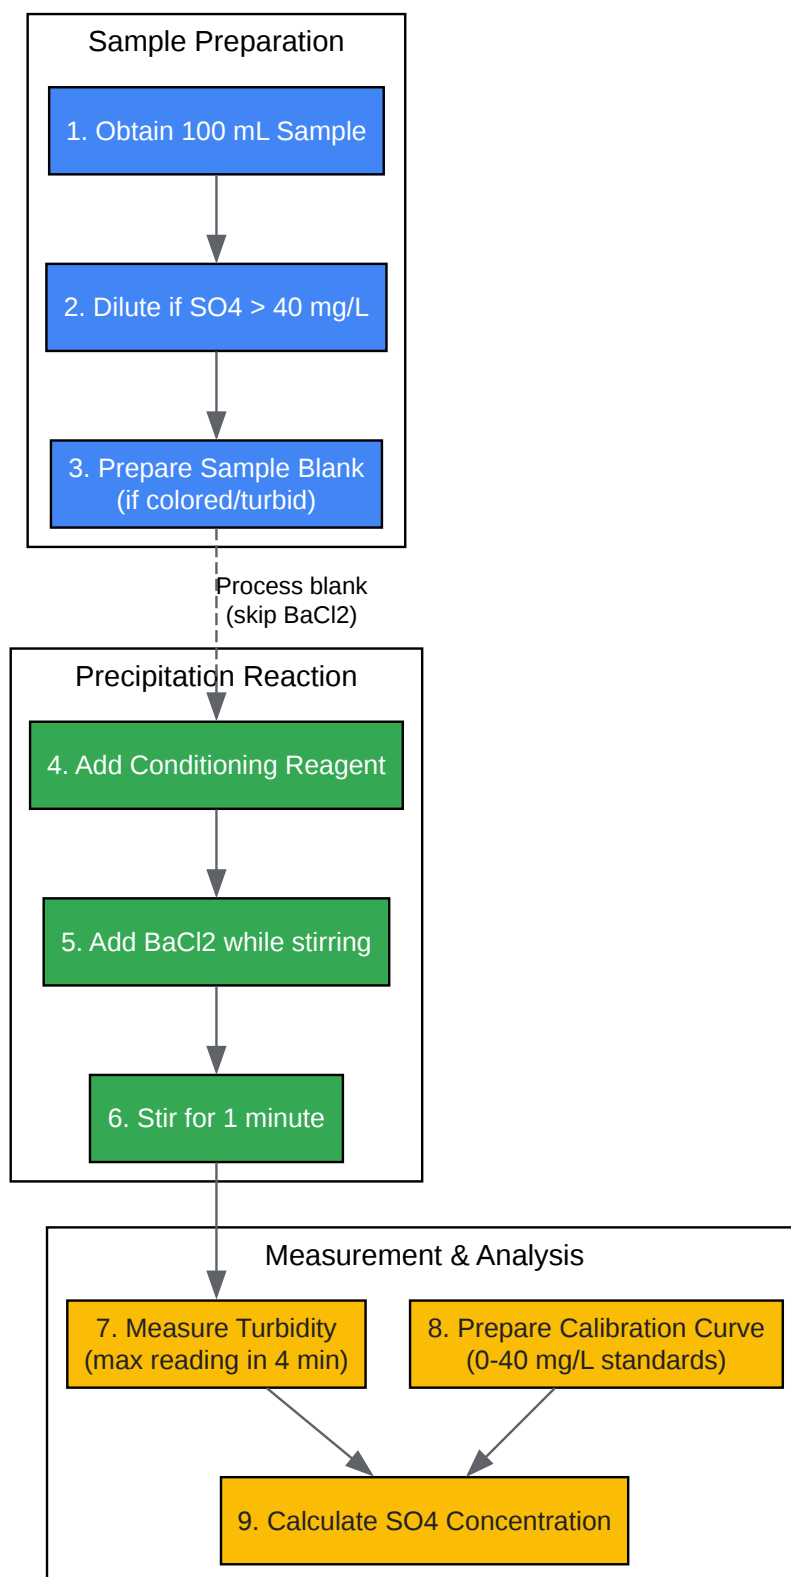 Sample Preparation
1. Obtain 100 mL Sample
2. Dilute if SO4 > 40 mg/L
3. Prepare Sample Blank
(if colored/turbid)
Process blank
(skip BaCl2)
Precipitation Reaction
4. Add Conditioning Reagent
5. Add BaCl2 while stirring
6. Stir for 1 minute
Measurement & Analysis
7. Measure Turbidity
(max reading in 4 min)
8. Prepare Calibration Curve
(0-40 mg/L standards)
9. Calculate SO4 Concentration